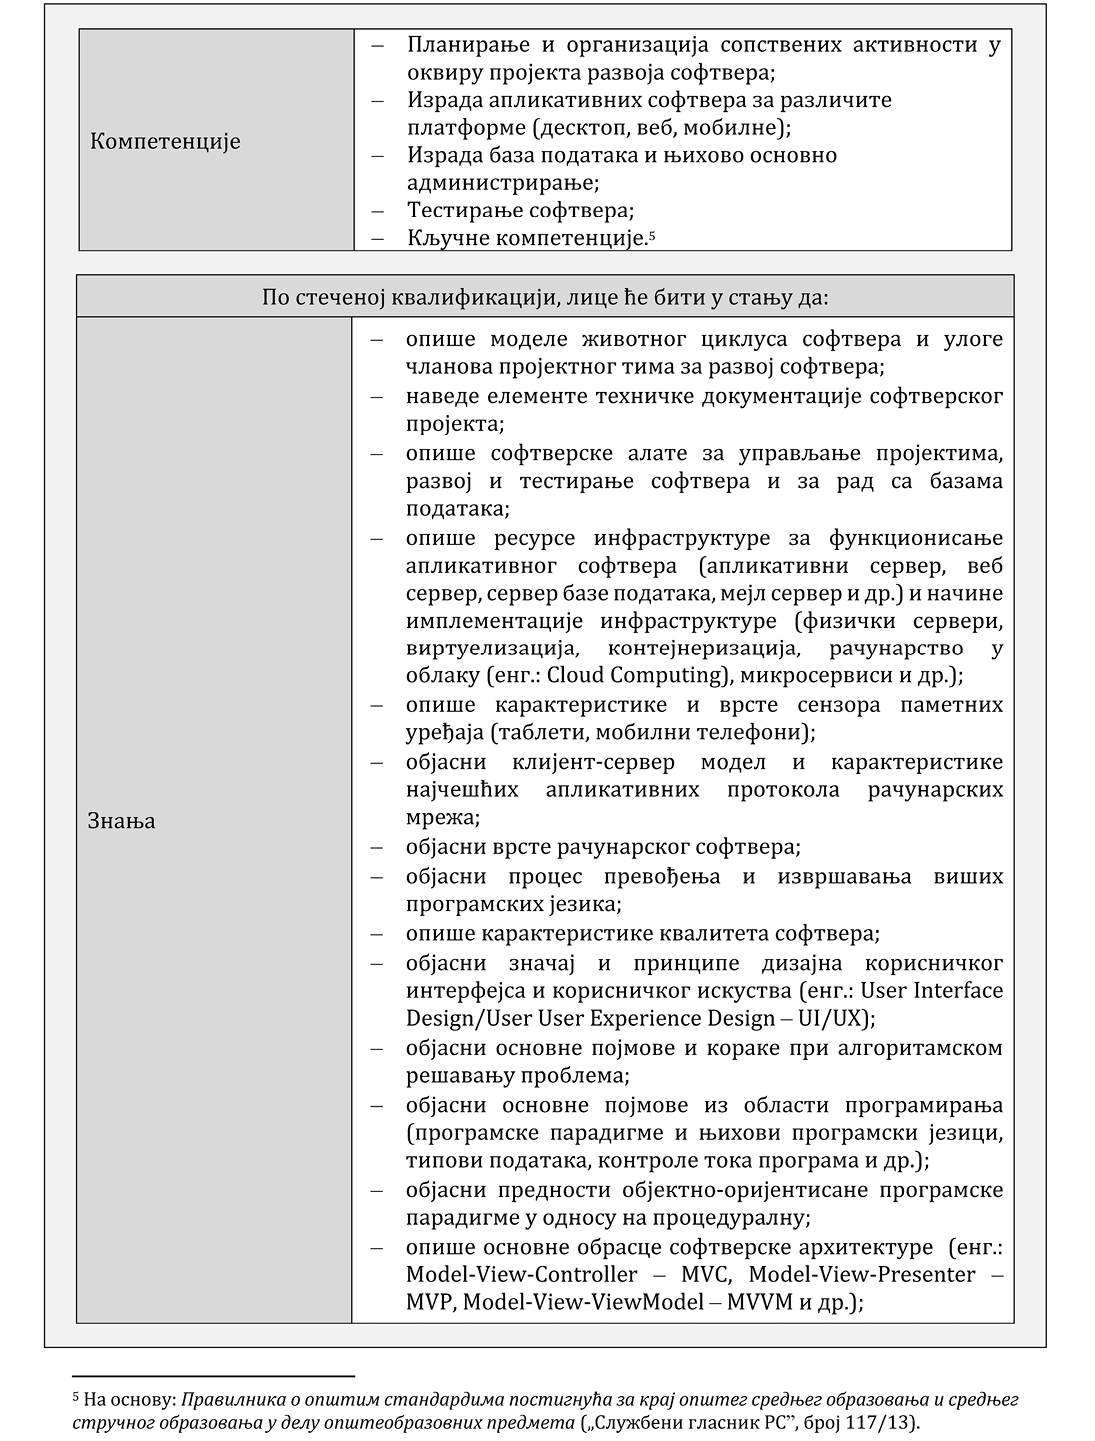 Компетенције
– Планирање и организација сопствених активности у
оквиру пројекта развоја софтвера;
– Израда апликативних софтвера за различите
платформе (десктоп, веб, мобилне);
– Израда база података и њихово основно
администрирање;
– Тестирање софтвера;
– Кључне компетенције.⁵
По стеченој квалификацији, лице ће бити у стању да:
Знања
– опише моделе животног циклуса софтвера и улоге
чланова пројектног тима за развој софтвера;
– наведе елементе техничке документације софтверског
пројекта;
– опише софтверске алате за управљање пројектима,
развој и тестирање софтвера и за рад са базама
података;
– опише ресурсе инфраструктуре за функционисање
апликативног софтвера (апликативни сервер, веб
сервер, сервер базе података, мејл сервер и др.) и начине
имплементације инфраструктуре (физички сервери,
виртуелизација, контејнеризација, рачунарство у
облаку (енг.: Cloud Computing), микросервиси и др.);
– опише карактеристике и врсте сензора паметних
уређаја (таблети, мобилни телефони);
– објасни клијент-сервер модел и карактеристике
најчешћих апликативних протокола рачунарских
мрежа;
– објасни врсте рачунарског софтвера;
– објасни процес превођења и извршавања виших
програмских језика;
– опише карактеристике квалитета софтвера;
– објасни значај и принципе дизајна корисничког
интерфејса и корисничког искуства (енг.: User Interface
Design/User User Experience Design – UI/UX);
– објасни основне појмове и кораке при алгоритамском
решавању проблема;
– објасни основне појмове из области програмирања
(програмске парадигме и њихови програмски језици,
типови података, контроле тока програма и др.);
– објасни предности објектно-оријентисане програмске
парадигме у односу на процедуралну;
– опише основне обрасце софтверске архитектуре (енг.:
Model-View-Controller – MVC, Model-View-Presenter –
MVP, Model-View-ViewModel – MVVM и др.);
⁵ На основу: Правилника о општим стандардима постигнућа за крај општег средњег образовања и средњег
стручног образовања у делу општеобразовних предмета („Службени гласник РС”, број 117/13).